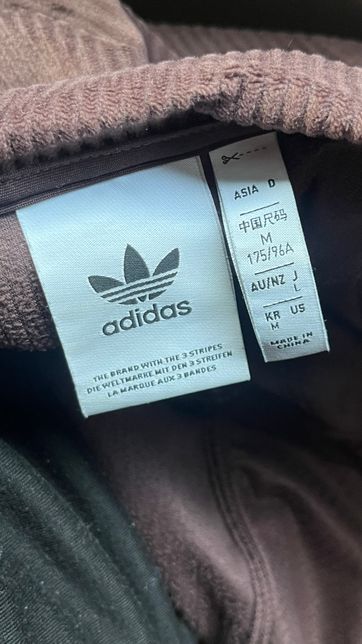 adidas
THE BRAND WITH THE 3 STRIPES
DIE WELTMARKE MIT DEN 3 STREIFEN
LA MARQUE AUX 3 BANDES
ASIA D
中国尺码
M
175/96A
AU/NZ J
L L
KR US
M
MADE IN
CHINA